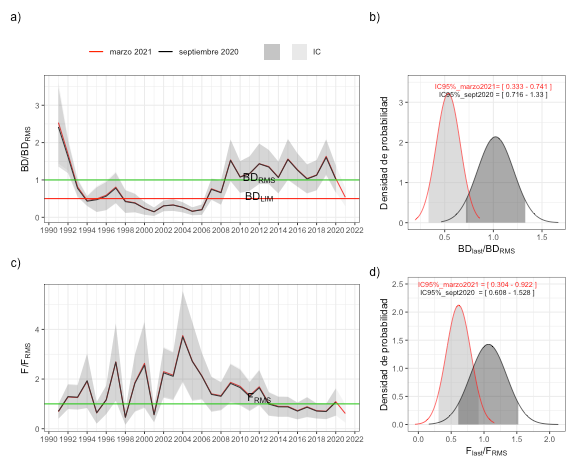 a)
b)
marzo 2021
septiembre 2020
IC
BD/BD_RMS
3
2
1
0
BD_RMS
BD_LIM
1990 1992 1994 1996 1998 2000 2002 2004 2006 2008 2010 2012 2014 2016 2018 2020 2022
Densidad de probabilidad
3
2
1
0
IC95%_marzo2021= [ 0.333 - 0.741 ]
IC95%_sept2020 = [ 0.716 - 1.33 ]
0.5 1.0 1.5
BD_last/BD_RMS
c)
d)
F/F_RMS
4
2
0
F_RMS
1990 1992 1994 1996 1998 2000 2002 2004 2006 2008 2010 2012 2014 2016 2018 2020 2022
Densidad de probabilidad
2.5
2.0
1.5
1.0
0.5
0.0
IC95%_marzo2021 = [ 0.304 - 0.922 ]
IC95%_sept2020 = [ 0.608 - 1.528 ]
0.0 0.5 1.0 1.5 2.0
F_last/F_RMS